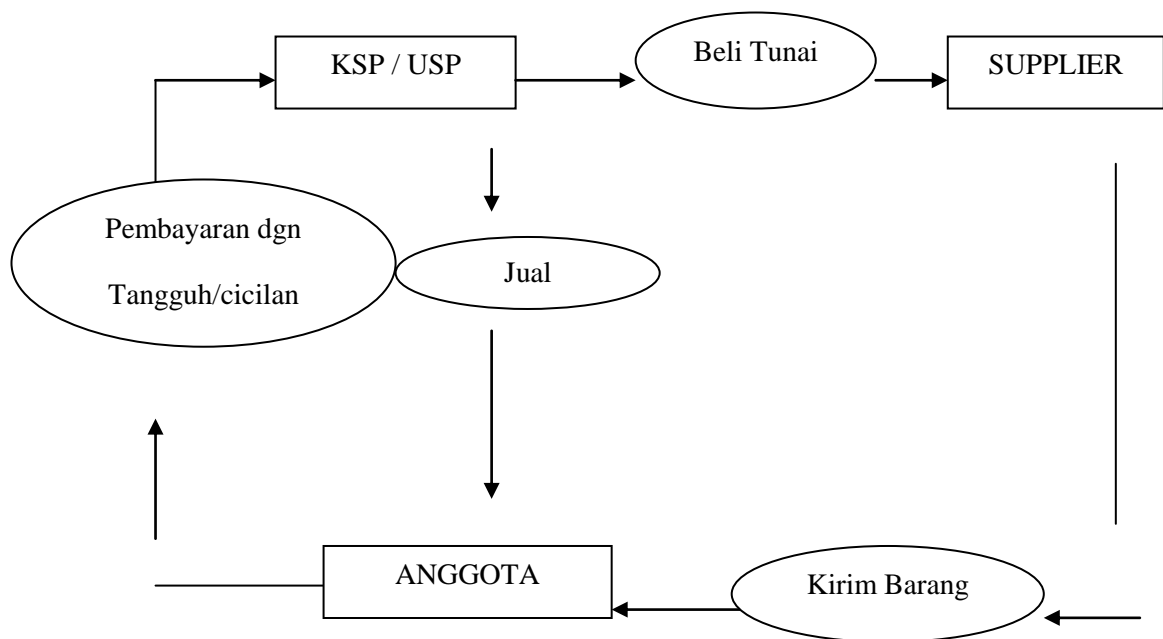 KSP / USP
Beli Tunai
SUPPLIER
Pembayaran dgn
Tangguh/cicilan
Jual
ANGGOTA
Kirim Barang